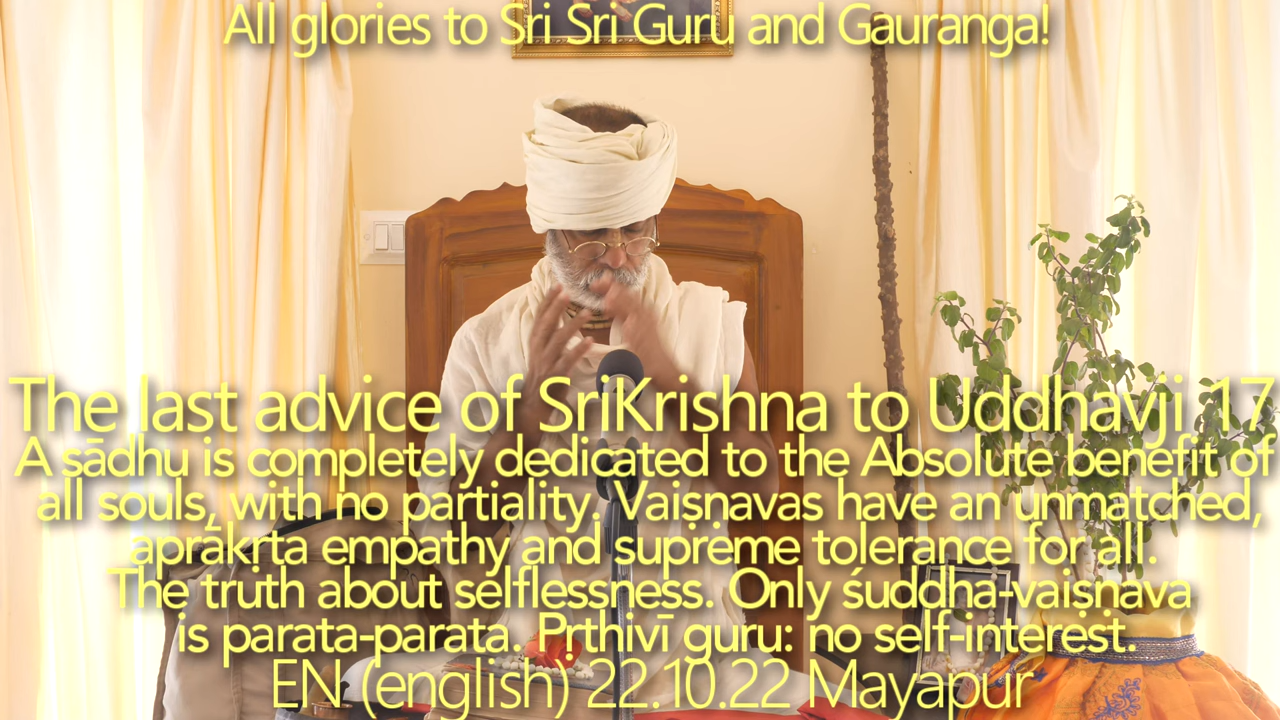 All glories to Sri Sri Guru and Gauranga!
The last advice of SriKrishna to Uddhavji 17
A sādhu is completely dedicated to the Absolute benefit of
all souls, with no partiality. Vaiṣṇavas have an unmatched,
aprākṛta empathy and supreme tolerance for all.
The truth about selflessness. Only śuddha-vaiṣṇava
is parata-parata. Pṛthivī guru: no self-interest.
EN (english) 22.10.22 Mayapur